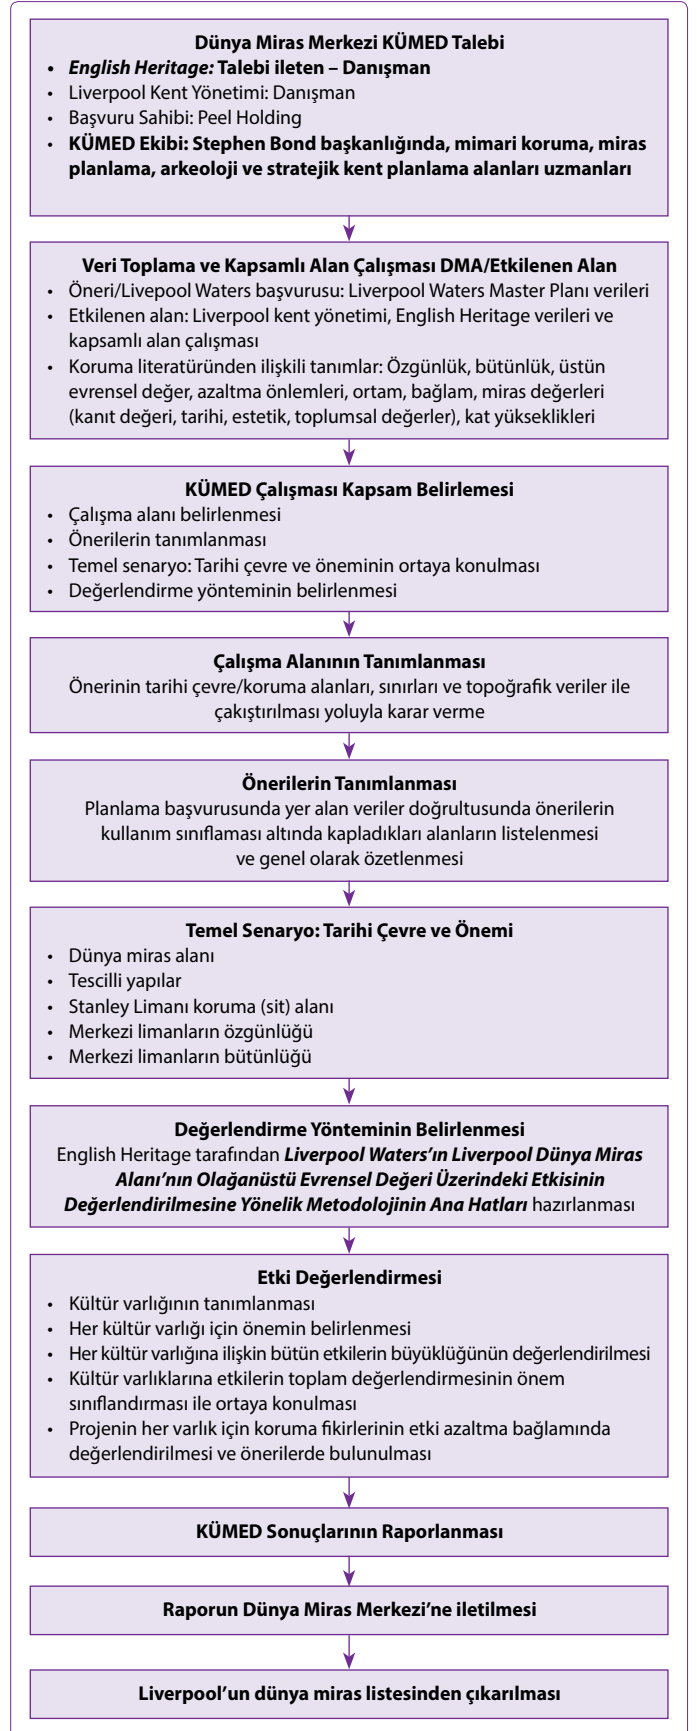 Dünya Miras Merkezi KÜMED Talebi
• English Heritage: Talebi ileten – Danışman
• Liverpool Kent Yönetimi: Danışman
• Başvuru Sahibi: Peel Holding
• KÜMED Ekibi: Stephen Bond başkanlığında, mimari koruma, miras
planlama, arkeoloji ve stratejik kent planlama alanları uzmanları
Veri Toplama ve Kapsamlı Alan Çalışması DMA/Etkilenen Alan
• Öneri/Livepool Waters başvurusu: Liverpool Waters Master Planı verileri
• Etkilenen alan: Liverpool kent yönetimi, English Heritage verileri ve
kapsamlı alan çalışması
• Koruma literatüründen ilişkili tanımlar: Özgünlük, bütünlük, üstün
evrensel değer, azaltma önlemleri, ortam, bağlam, miras değerleri
(kanıt değeri, tarihi, estetik, toplumsal değerler), kat yükseklikleri
KÜMED Çalışması Kapsam Belirlemesi
• Çalışma alanı belirlenmesi
• Önerilerin tanımlanması
• Temel senaryo: Tarihi çevre ve öneminin ortaya konulması
• Değerlendirme yönteminin belirlenmesi
Çalışma Alanının Tanımlanması
Önerinin tarihi çevre/koruma alanları, sınırları ve topoğrafik veriler ile
çakıştırılması yoluyla karar verme
Önerilerin Tanımlanması
Planlama başvurusunda yer alan veriler doğrultusunda önerilerin
kullanım sınıflaması altında kapladıkları alanların listelenmesi
ve genel olarak özetlenmesi
Temel Senaryo: Tarihi Çevre ve Önemi
• Dünya miras alanı
• Tescilli yapılar
• Stanley Limanı koruma (sit) alanı
• Merkezi limanların özgünlüğü
• Merkezi limanların bütünlüğü
Değerlendirme Yönteminin Belirlenmesi
English Heritage tarafından Liverpool Waters’ın Liverpool Dünya Miras
Alanı’nın Olağanüstü Evrensel Değeri Üzerindeki Etkisinin
Değerlendirilmesine Yönelik Metodolojinin Ana Hatları hazırlanması
Etki Değerlendirmesi
• Kültür varlığının tanımlanması
• Her kültür varlığı için önemin belirlenmesi
• Her kültür varlığına ilişkin bütün etkilerin büyüklüğünün değerlendirilmesi
• Kültür varlıklarına etkilerin toplam değerlendirmesinin önem
sınıflandırması ile ortaya konulması
• Projenin her varlık için koruma fikirlerinin etki azaltma bağlamında
değerlendirilmesi ve önerilerde bulunulması
KÜMED Sonuçlarının Raporlanması
Raporun Dünya Miras Merkezi’ne iletilmesi
Liverpool’un dünya miras listesinden çıkarılması